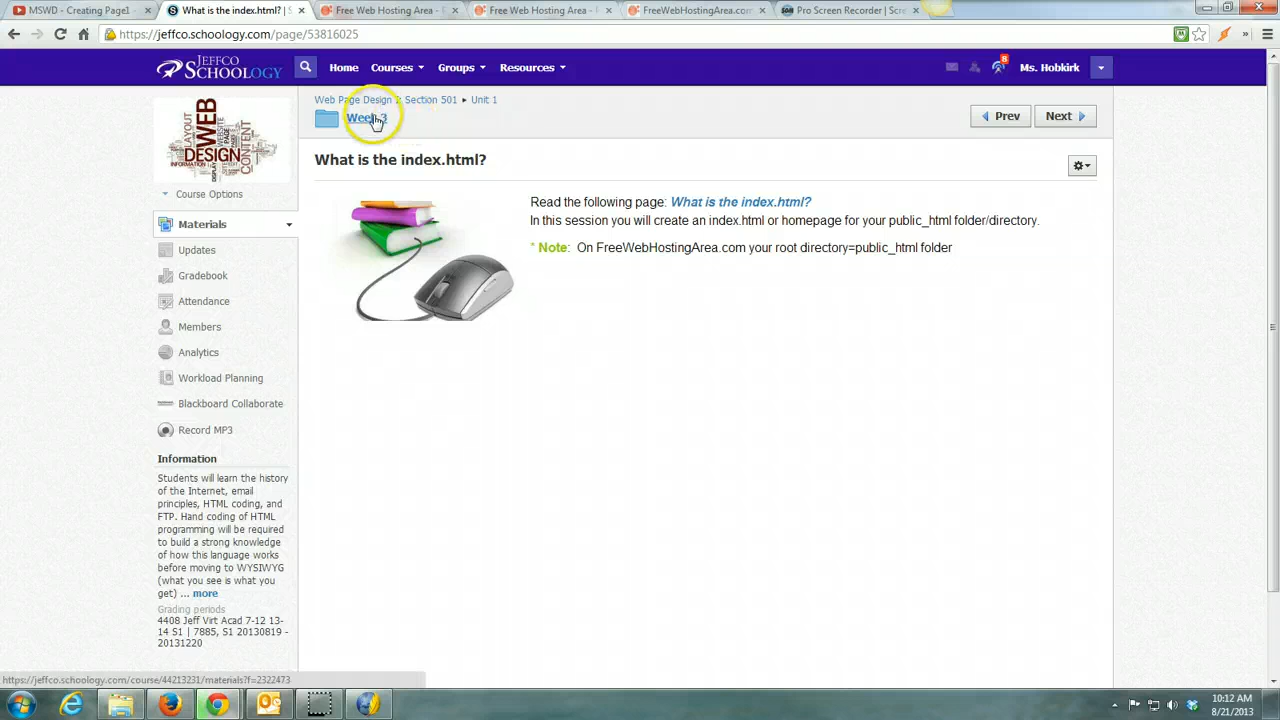 MSWD - Creating Page1
What is the index.html? | S
Free Web Hosting Area - P
Free Web Hosting Area - R
FreeWebHostingArea.com
Pro Screen Recorder | Scre
https://jeffco.schoology.com/page/53816025
JEFFCO SCHOOLOGY
Home Courses Groups Resources
8
Ms. Hobkirk
Web Page Design I: Section 501 ▸ Unit 1
Week 3
Prev
Next
What is the index.html?
Read the following page: What is the index.html?
In this session you will create an index.html or homepage for your public_html folder/directory.
* Note: On FreeWebHostingArea.com your root directory=public_html folder
WEB
DESIGN
LAYOUT
CONTENT
INFORMATION
Course Options
Materials
Updates
Gradebook
Attendance
Members
Analytics
Workload Planning
Blackboard Collaborate
Record MP3
Information
Students will learn the history
of the Internet, email
principles, HTML coding, and
FTP. Hand coding of HTML
programming will be required
to build a strong knowledge
of how this language works
before moving to WYSIWYG
(what you see is what you
get) ... more
Grading periods
4408 Jeff Virt Acad 7-12 13-
14 S1 | 7885, S1 20130819 -
20131220
https://jeffco.schoology.com/course/44213231/materials?f=2322473
10:12 AM
8/21/2013